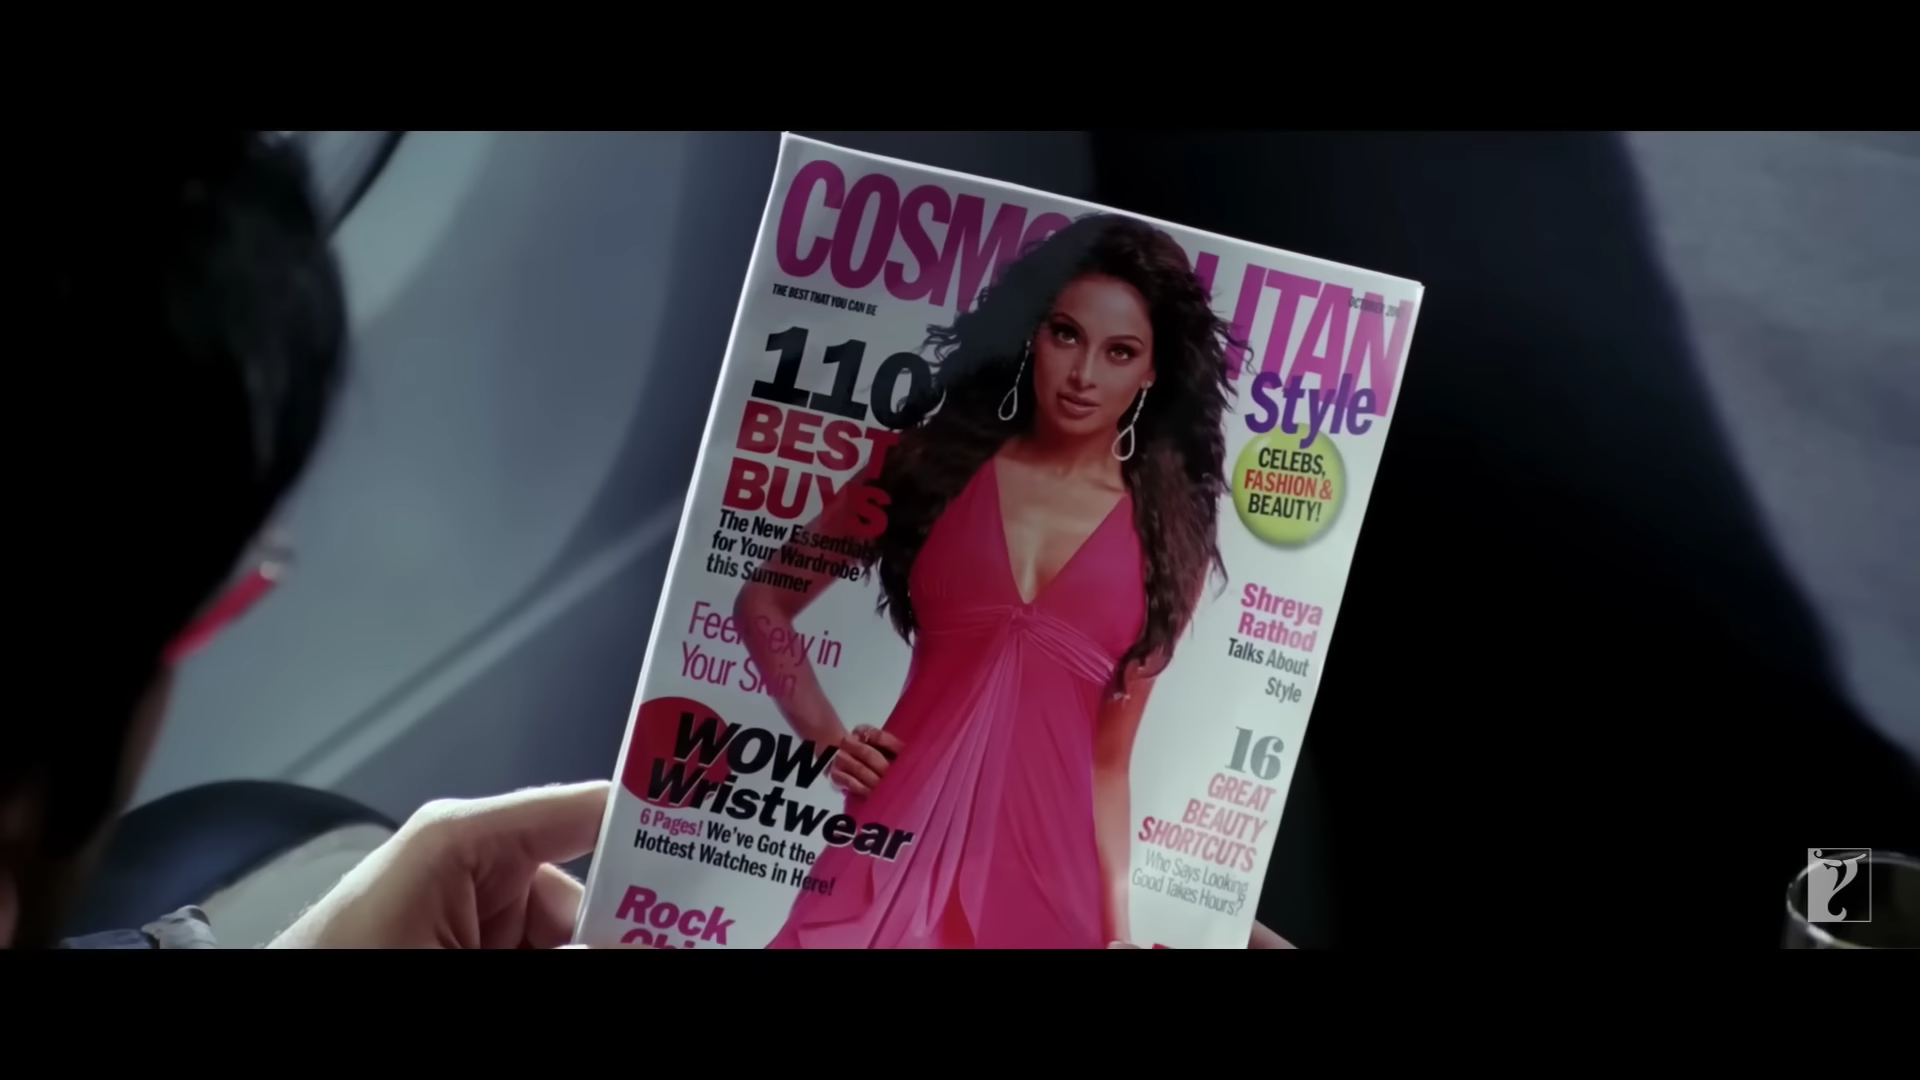 COSMOPOLITAN
THE BEST THAT YOU CAN BE
OCTOBER
Style
CELEBS,
FASHION &
BEAUTY!
110
BEST
BUYS
The New Essentials
for Your Wardrobe
this Summer
Feel Sexy in
Your Skin
WOW
Wristwear
6 Pages! We've Got the
Hottest Watches in Here!
Rock
Shreya
Rathod
Talks About
Style
16
GREAT
BEAUTY
SHORTCUTS
Who Says Looking
Good Takes Hours?